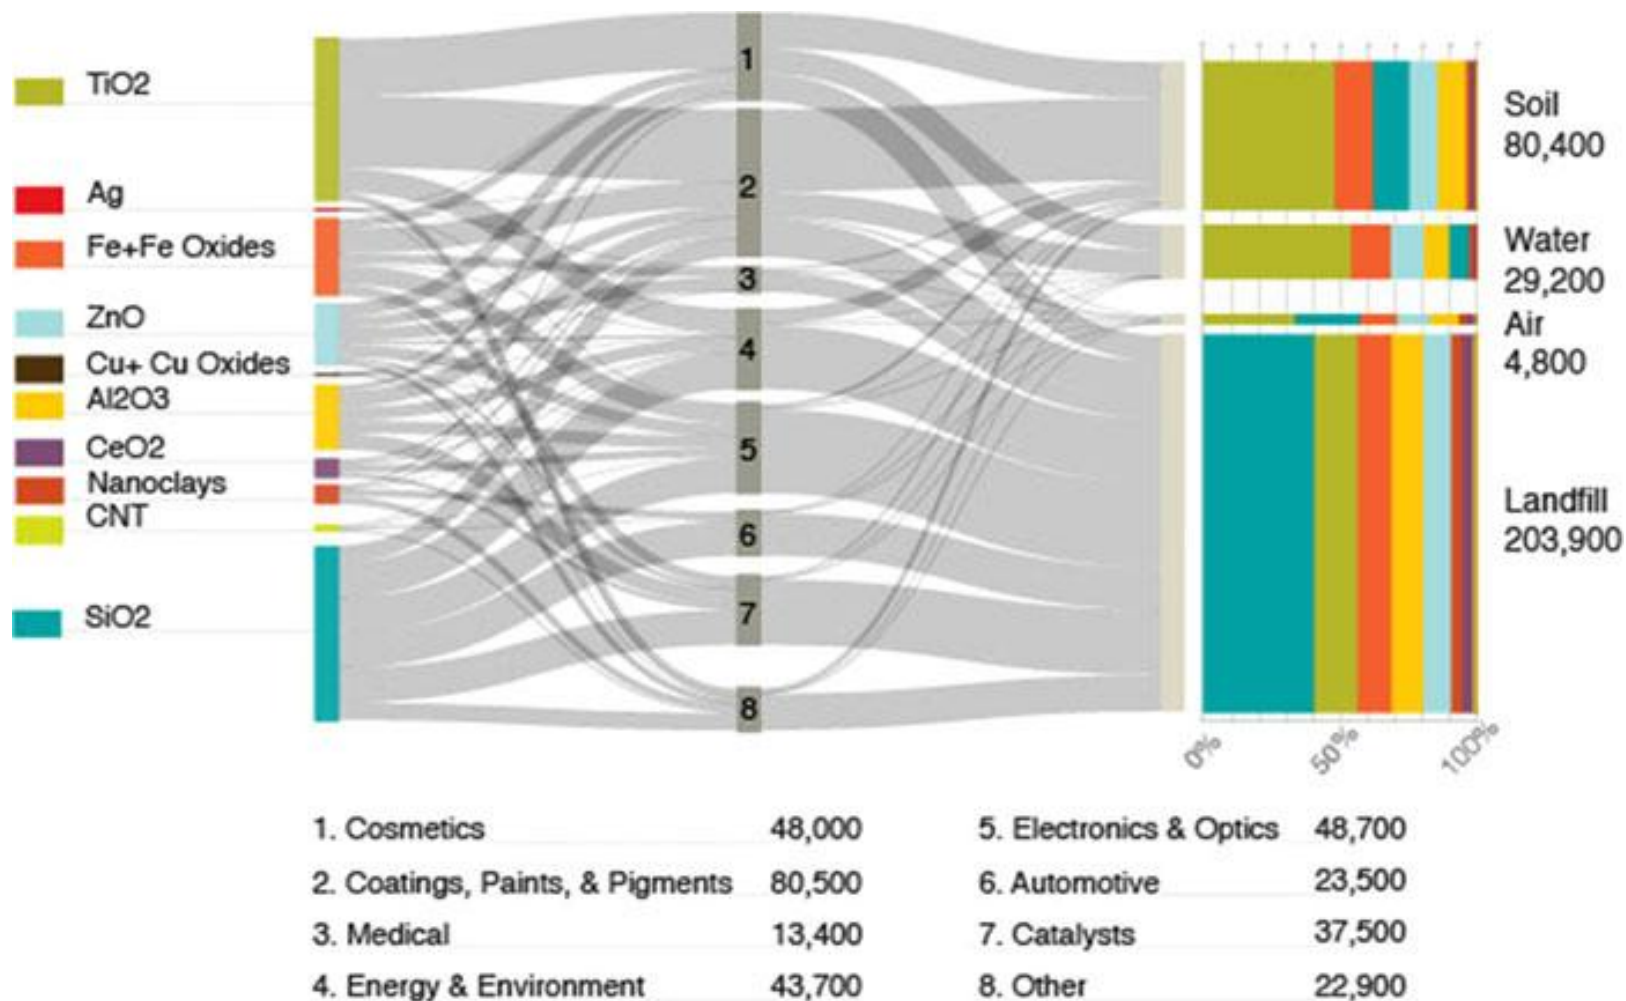 TiO2
Ag
Fe+Fe Oxides
ZnO
Cu+ Cu Oxides
Al2O3
CeO2
Nanoclays
CNT
SiO2
1
2
3
4
5
6
7
8
Soil
80,400
Water
29,200
Air
4,800
Landfill
203,900
0% 50% 100%
1. Cosmetics 48,000
2. Coatings, Paints, & Pigments 80,500
3. Medical 13,400
4. Energy & Environment 43,700
5. Electronics & Optics 48,700
6. Automotive 23,500
7. Catalysts 37,500
8. Other 22,900